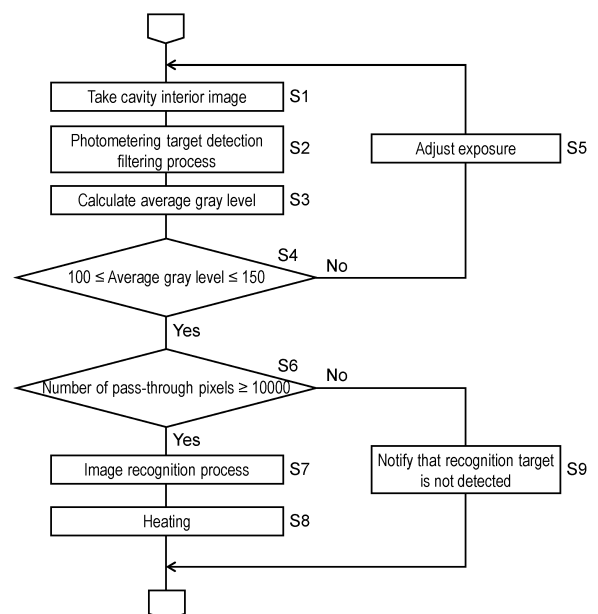 Take cavity interior image
S1
Photometering target detection
filtering process
S2
Adjust exposure
S5
Calculate average gray level
S3
S4
100 ≤ Average gray level ≤ 150
No
Yes
S6
Number of pass-through pixels ≥ 10000
No
Yes
Image recognition process
S7
Notify that recognition target
is not detected
S9
Heating
S8